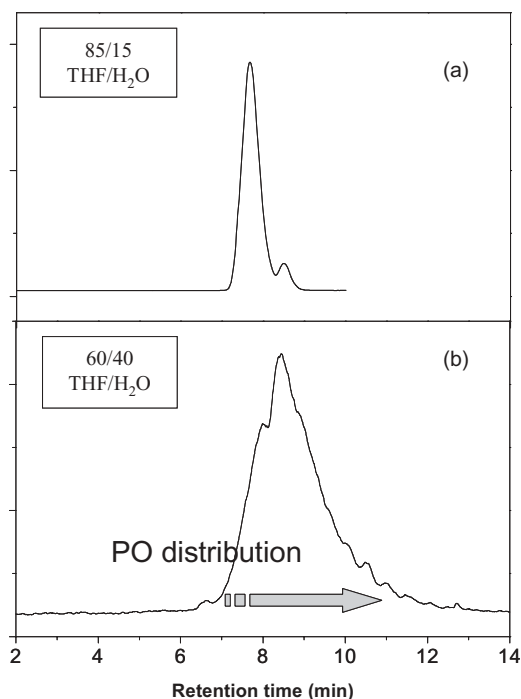 85/15
THF/H₂O
(a)
60/40
THF/H₂O
(b)
PO distribution
2 4 6 8 10 12 14
Retention time (min)